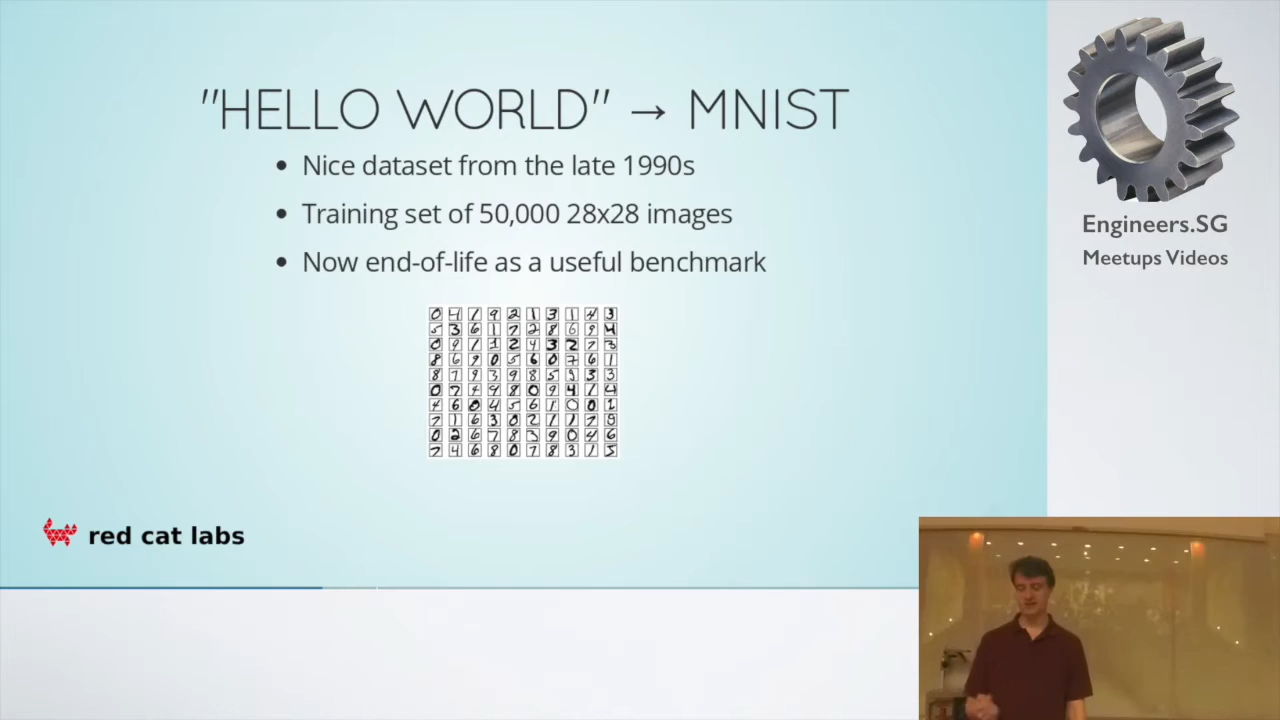 "HELLO WORLD" → MNIST
• Nice dataset from the late 1990s
• Training set of 50,000 28x28 images
• Now end-of-life as a useful benchmark
red cat labs
Engineers.SG
Meetups Videos